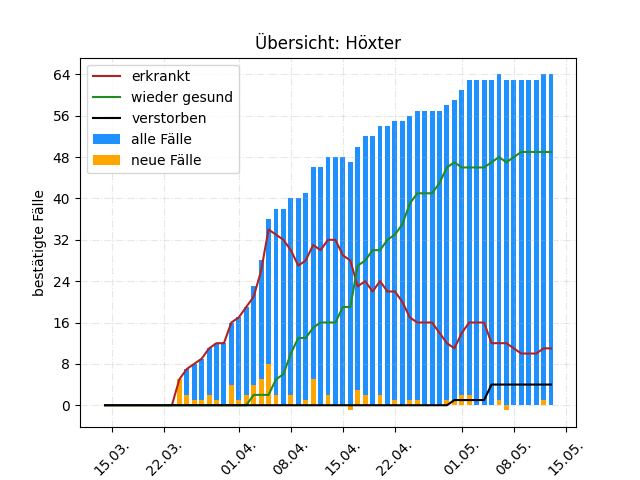 Übersicht: Höxter
erkrankt
wieder gesund
verstorben
alle Fälle
neue Fälle
bestätigte Fälle
64
56
48
40
32
24
16
8
0
15.03.
22.03.
01.04.
08.04.
15.04.
22.04.
01.05.
08.05.
15.05.